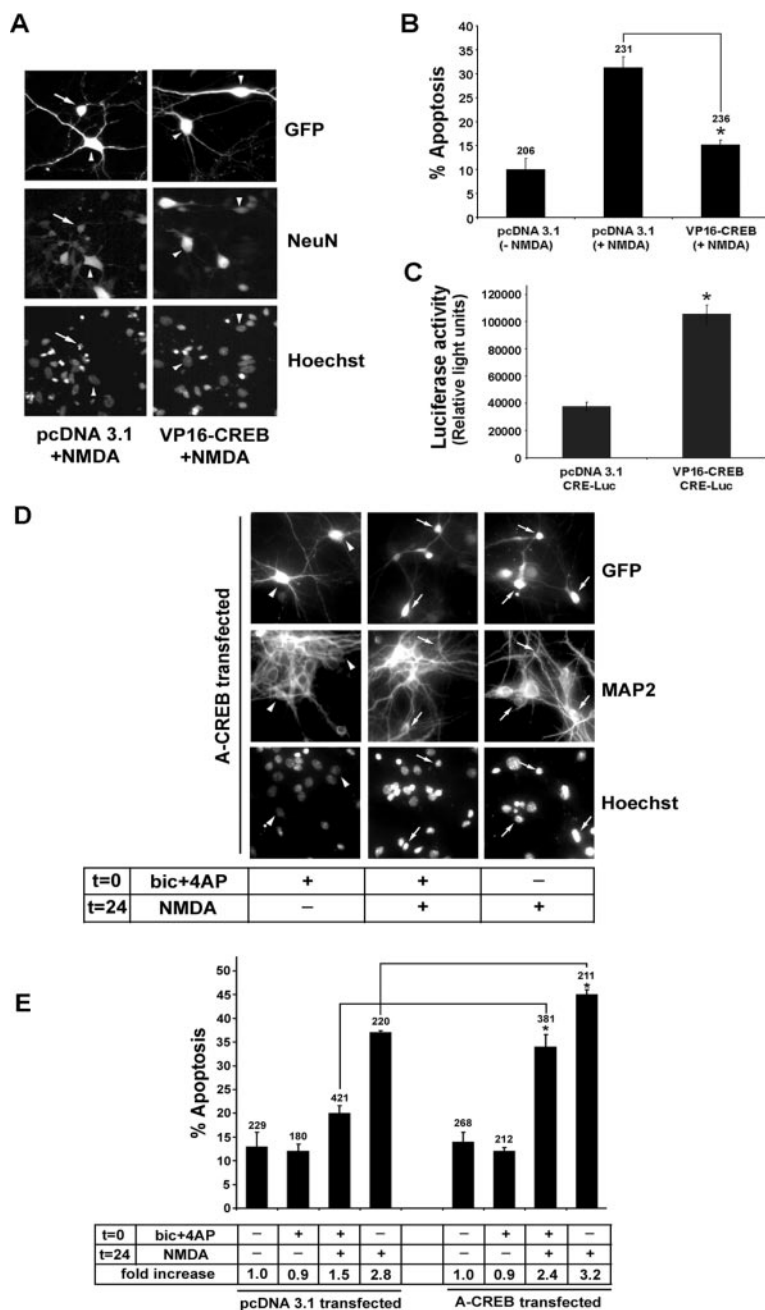 A
GFP
NeuN
Hoechst
pcDNA 3.1 VP16-CREB
+NMDA +NMDA
B
% Apoptosis
40
35
30
25
20
15
10
5
0
206
231
236
*
pcDNA 3.1 pcDNA 3.1 VP16-CREB
(- NMDA) (+ NMDA) (+ NMDA)
C
Luciferase activity
(Relative light units)
120000
100000
80000
60000
40000
20000
0
*
pcDNA 3.1 VP16-CREB
CRE-Luc CRE-Luc
D
A-CREB transfected
GFP
MAP2
Hoechst
t=0 bic+4AP + + –
t=24 NMDA – + +
E
% Apoptosis
45
40
35
30
25
20
15
10
5
0
229
180
421
220
268
212
381
*
211
*
t=0 bic+4AP – + + – – + + –
t=24 NMDA – – + + – – + +
fold increase 1.0 0.9 1.5 2.8 1.0 0.9 2.4 3.2
pcDNA 3.1 transfected A-CREB transfected